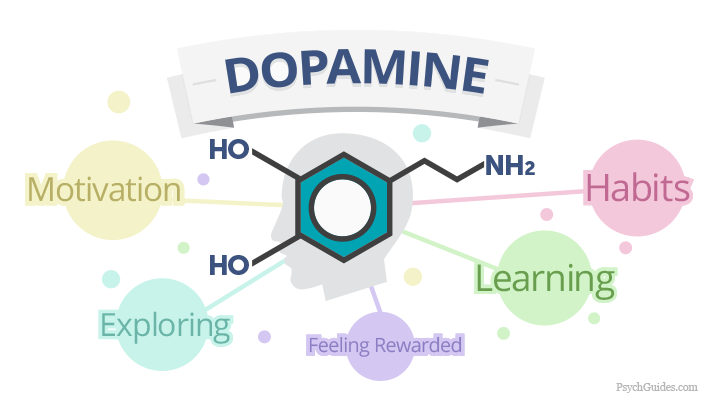 DOPAMINE
HO
NH2
Motivation
Habits
HO
Learning
Exploring
Feeling Rewarded
PsychGuides.com